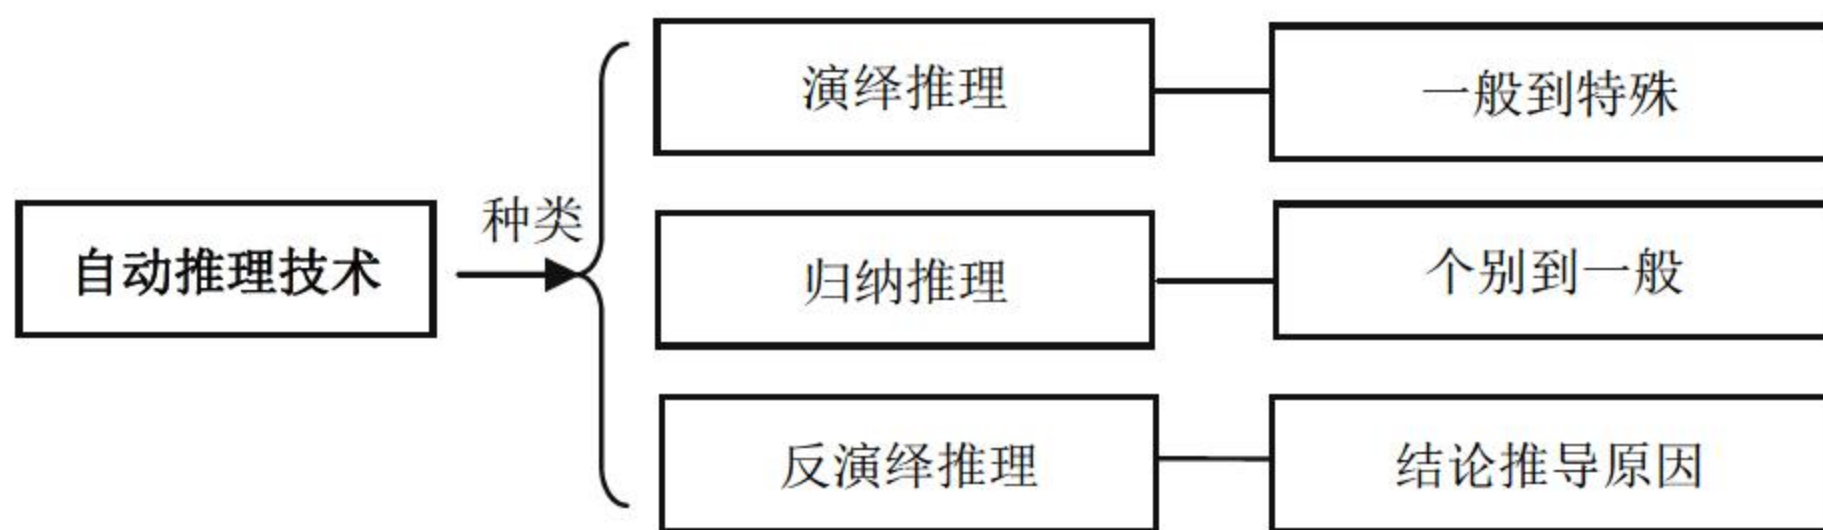 演绎推理
一般到特殊
种类
自动推理技术
归纳推理
个别到一般
反演绎推理
结论推导原因